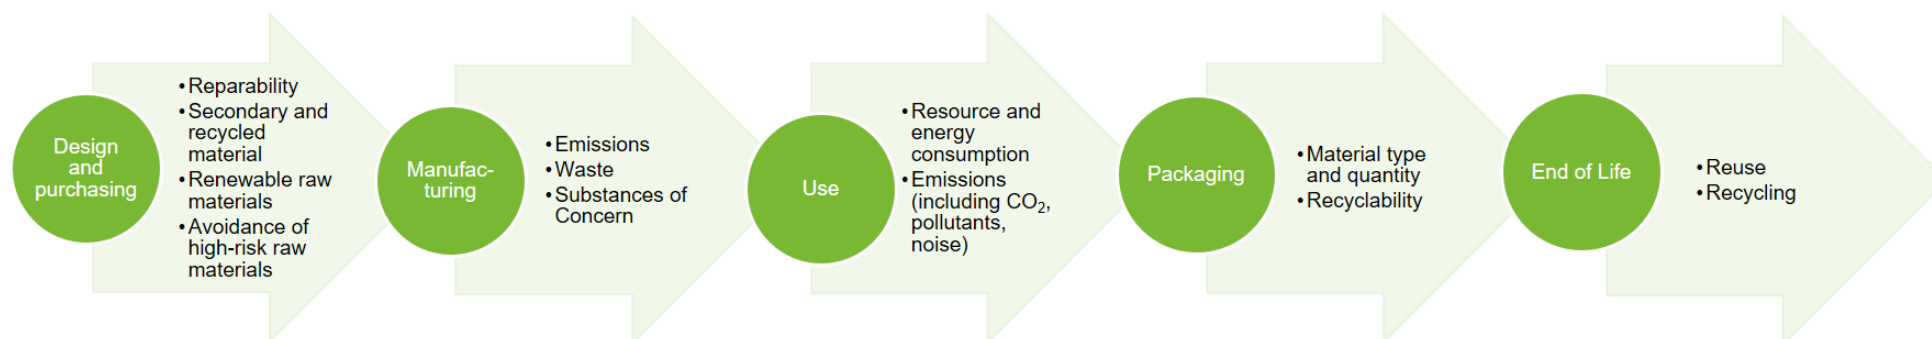 Design
and
purchasing
•Reparability
•Secondary and
recycled
material
•Renewable raw
materials
•Avoidance of
high-risk raw
materials
Manufac-
turing
•Emissions
•Waste
•Substances of
Concern
Use
•Resource and
energy
consumption
•Emissions
(including CO₂,
pollutants,
noise)
Packaging
•Material type
and quantity
•Recyclability
End of Life
•Reuse
•Recycling